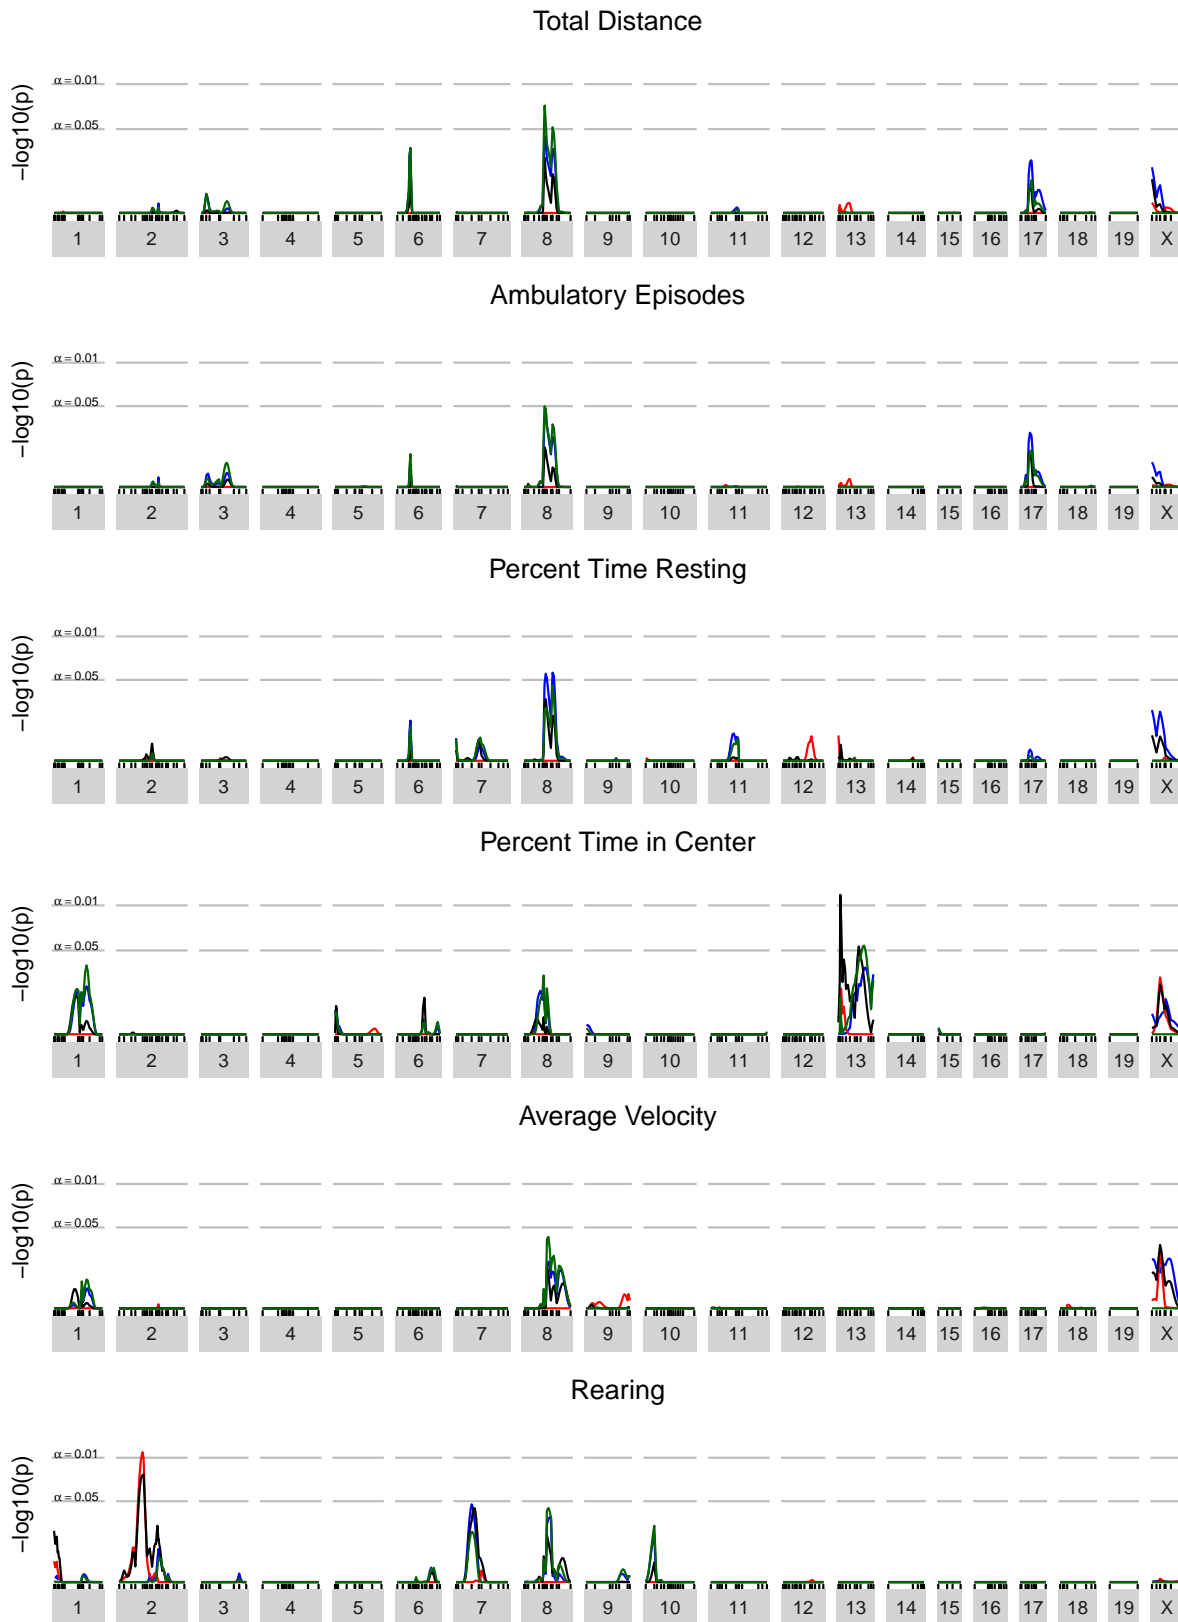 Total Distance
−log10(p)
α = 0.01
α = 0.05
1 2 3 4 5 6 7 8 9 10 11 12 13 14 15 16 17 18 19 X
Ambulatory Episodes
−log10(p)
α = 0.01
α = 0.05
1 2 3 4 5 6 7 8 9 10 11 12 13 14 15 16 17 18 19 X
Percent Time Resting
−log10(p)
α = 0.01
α = 0.05
1 2 3 4 5 6 7 8 9 10 11 12 13 14 15 16 17 18 19 X
Percent Time in Center
−log10(p)
α = 0.01
α = 0.05
1 2 3 4 5 6 7 8 9 10 11 12 13 14 15 16 17 18 19 X
Average Velocity
−log10(p)
α = 0.01
α = 0.05
1 2 3 4 5 6 7 8 9 10 11 12 13 14 15 16 17 18 19 X
Rearing
−log10(p)
α = 0.01
α = 0.05
1 2 3 4 5 6 7 8 9 10 11 12 13 14 15 16 17 18 19 X